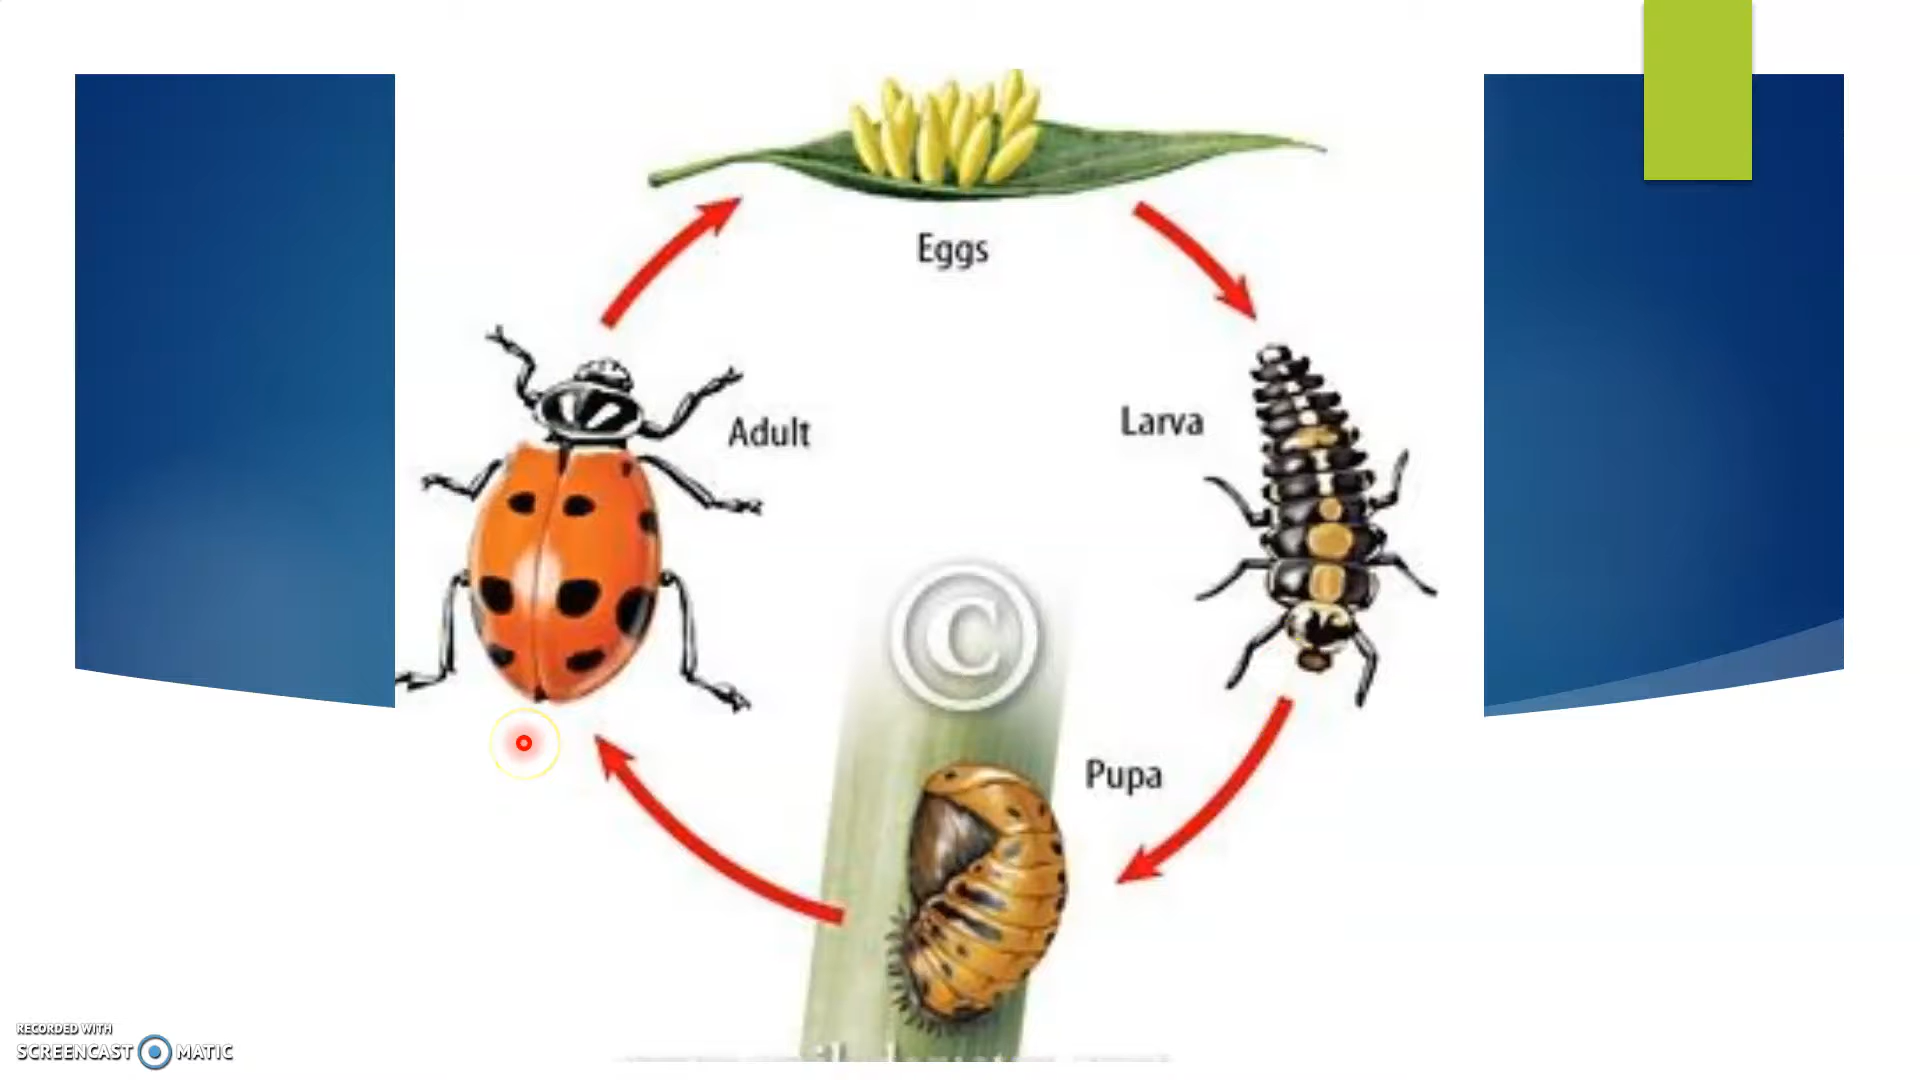 Eggs
Adult
Larva
©
Pupa
RECORDED WITH
SCREENCAST MATIC